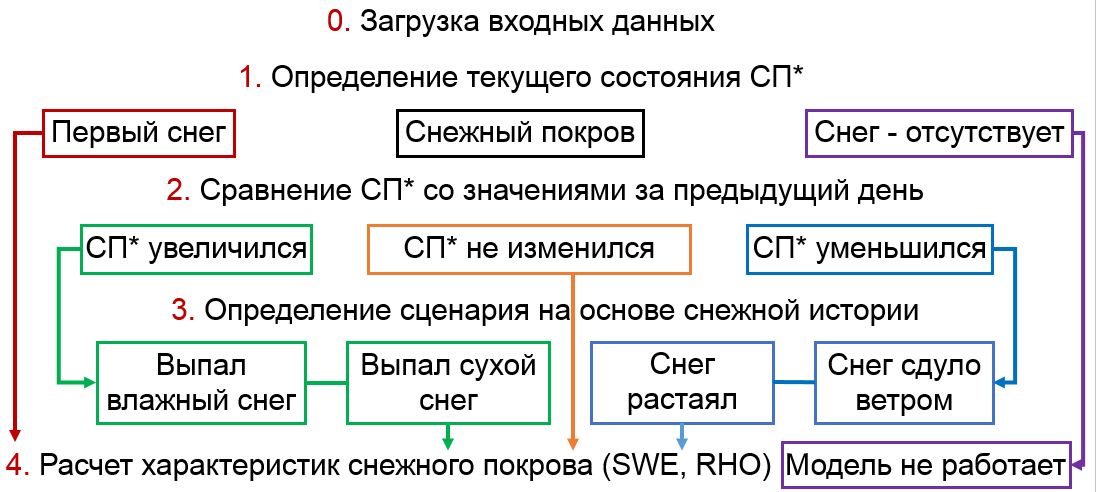 0. Загрузка входных данных
1. Определение текущего состояния СП*
Первый снег
Снежный покров
Снег - отсутствует
2. Сравнение СП* со значениями за предыдущий день
СП* увеличился
СП* не изменился
СП* уменьшился
3. Определение сценария на основе снежной истории
Выпал
влажный снег
Выпал сухой
снег
Снег
растаял
Снег сдуло
ветром
4. Расчет характеристик снежного покрова (SWE, RHO)
Модель не работает